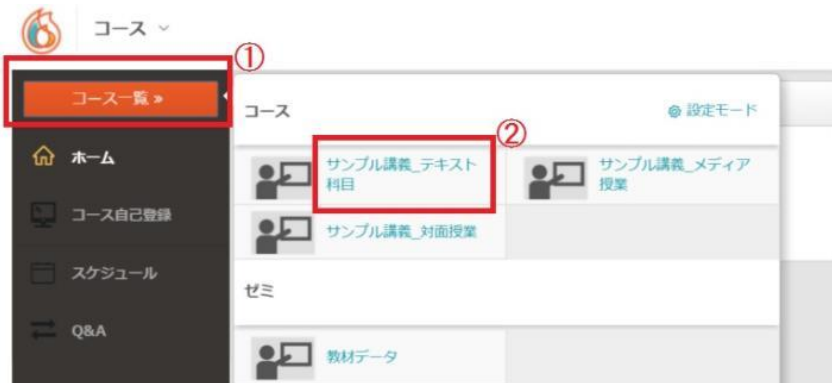 コース
①
コース一覧 »
コース
設定モード
②
ホーム
サンプル講義_テキスト
科目
サンプル講義_メディア
授業
コース自己登録
サンプル講義_対面授業
スケジュール
ゼミ
Q&A
教材データ